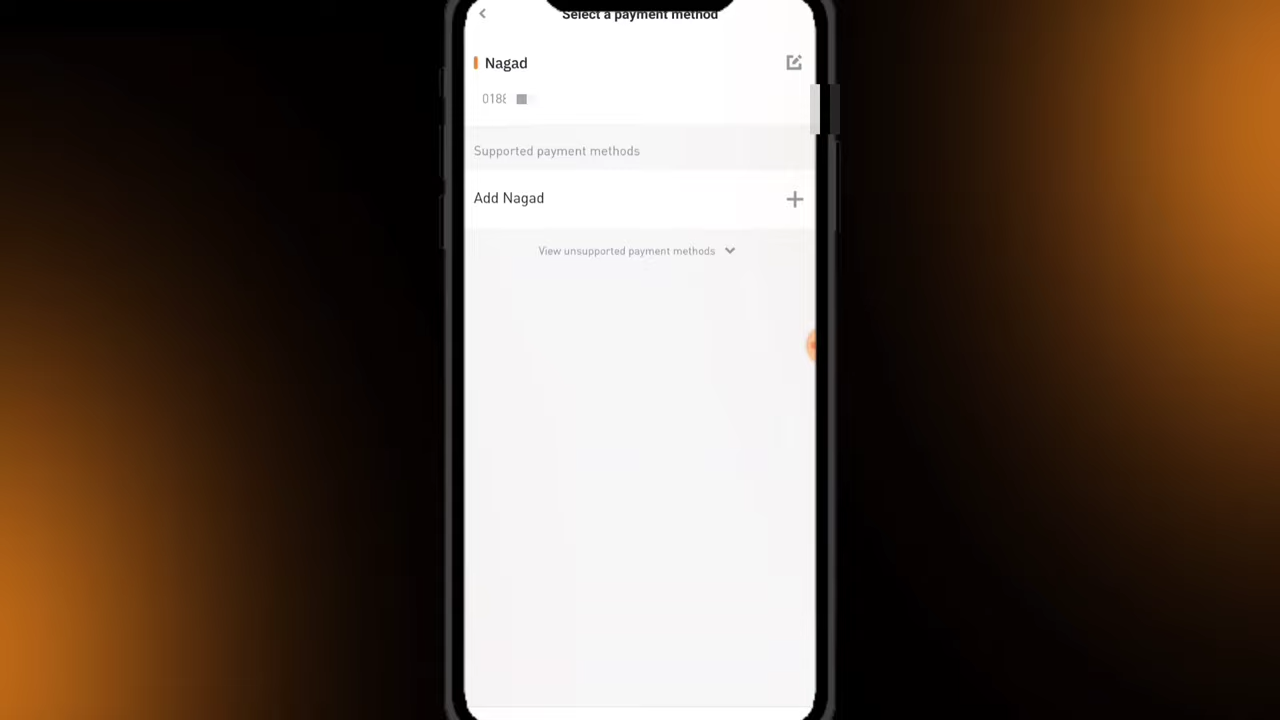 Select a payment method
Nagad
0188
Supported payment methods
Add Nagad
View unsupported payment methods